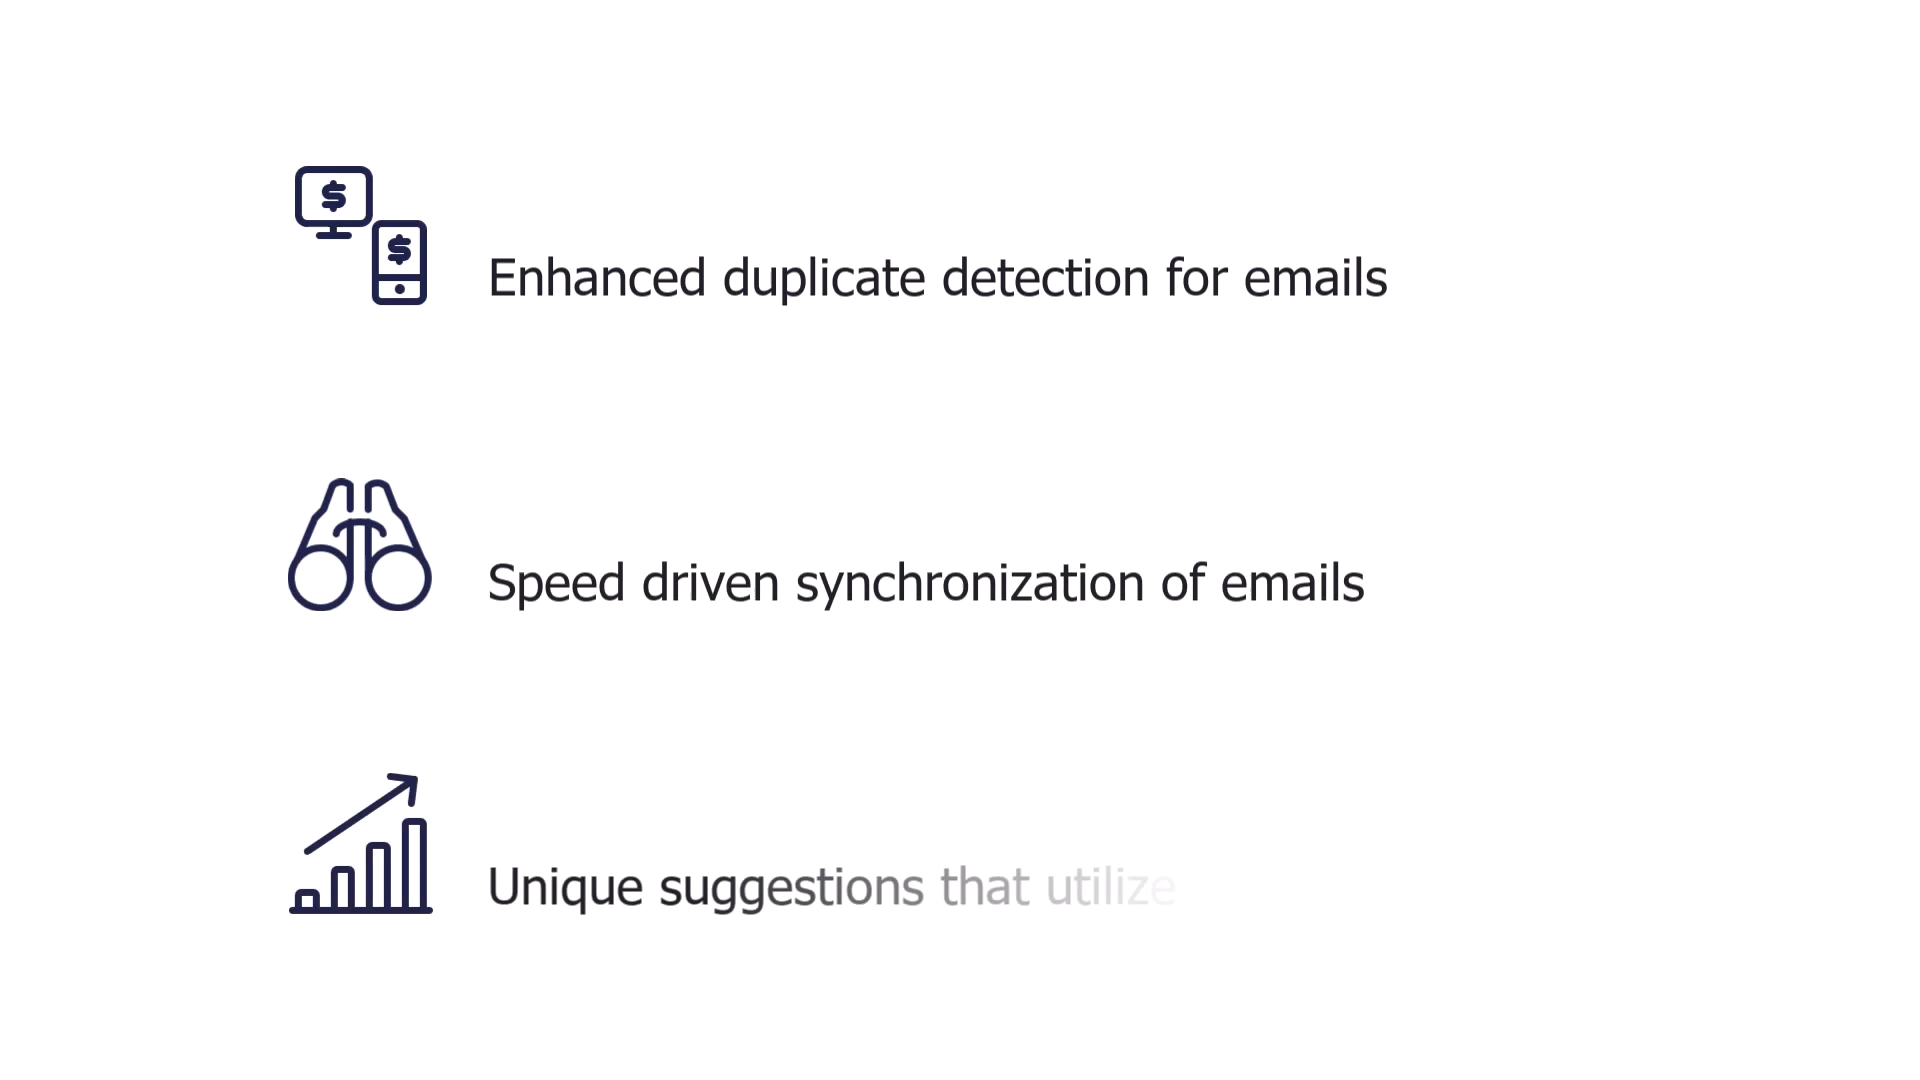 $
$
Enhanced duplicate detection for emails
Speed driven synchronization of emails
Unique suggestions that utilize